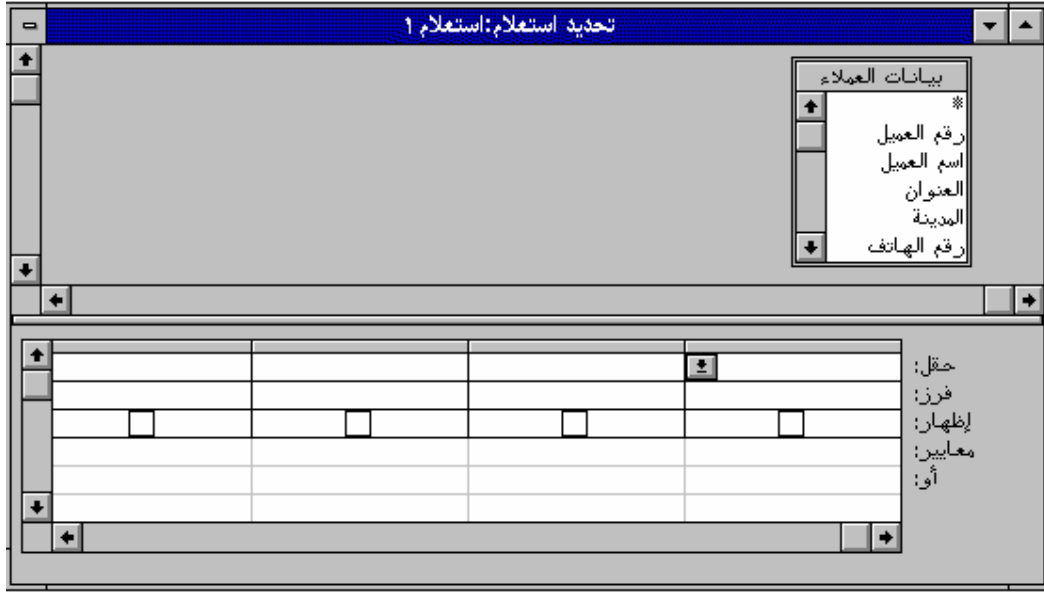 تحديد استعلام:استعلام ١
بيانات العملاء
*
رقم العميل
اسم العميل
العنوان
المدينة
رقم الهاتف
حقل:
فرز:
إظهار:
معايير:
أو: